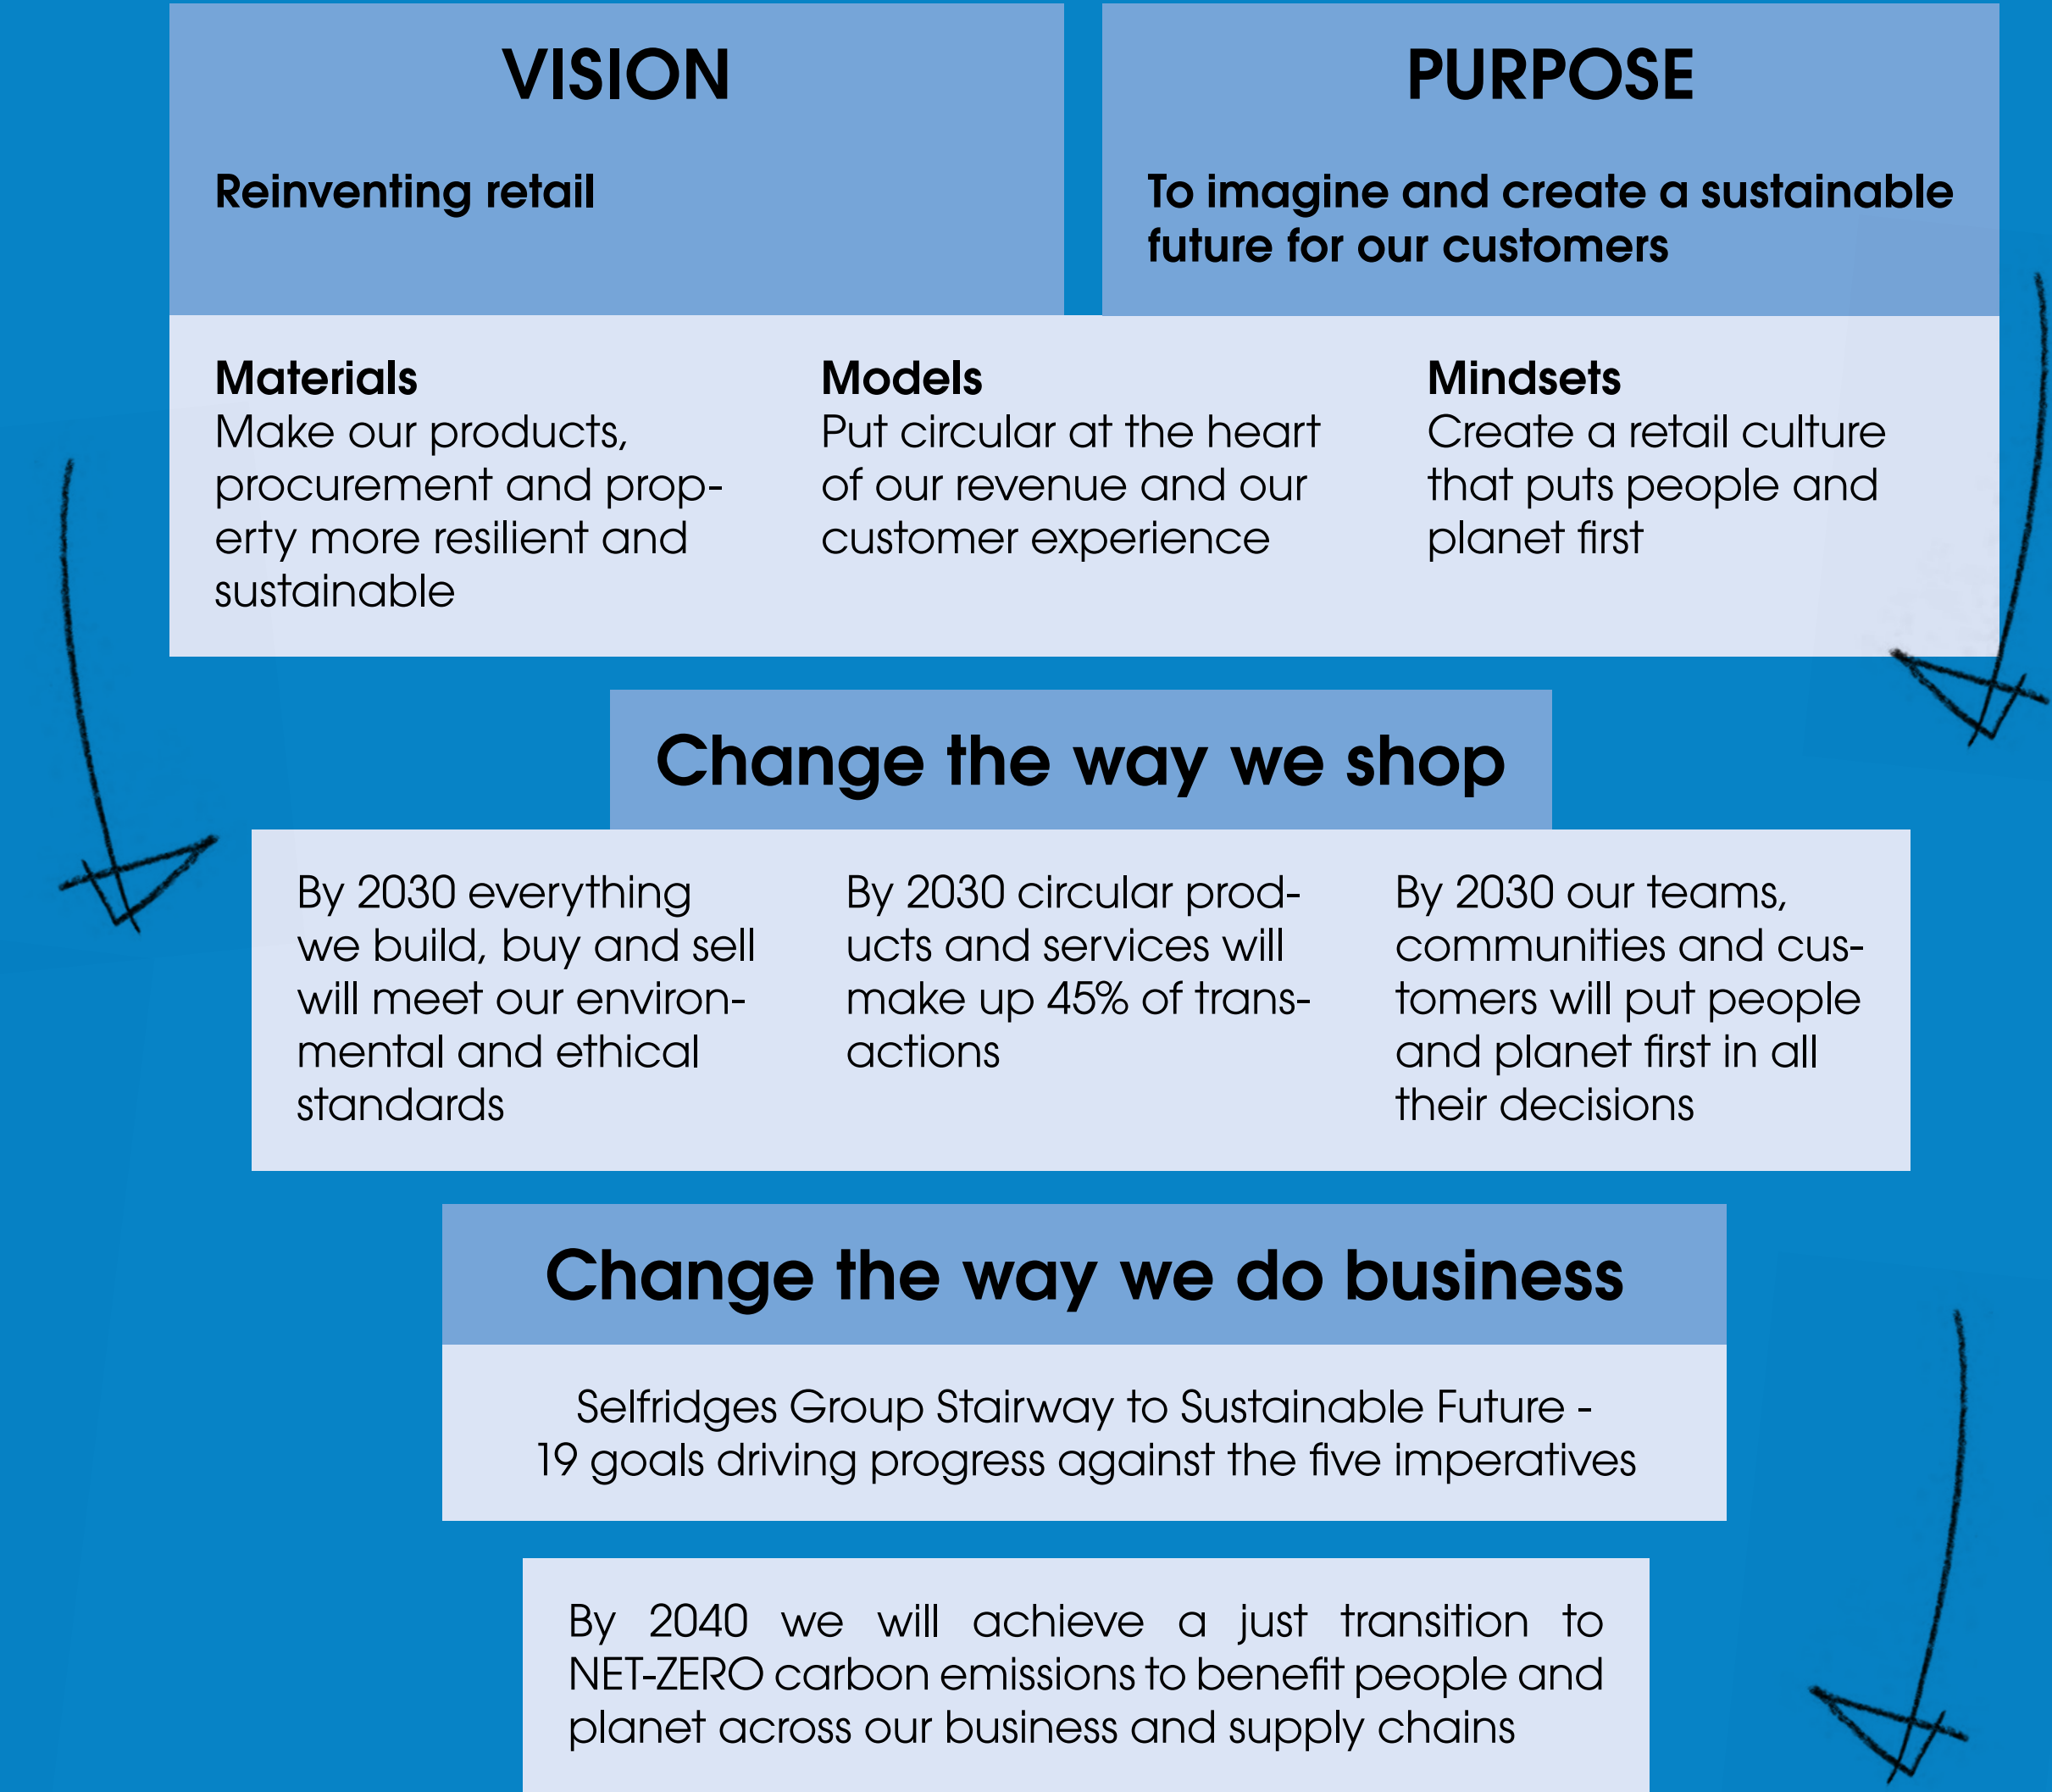 VISION
Reinventing retail
PURPOSE
To imagine and create a sustainable
future for our customers
Materials
Make our products,
procurement and prop-
erty more resilient and
sustainable
Models
Put circular at the heart
of our revenue and our
customer experience
Mindsets
Create a retail culture
that puts people and
planet first
Change the way we shop
By 2030 everything
we build, buy and sell
will meet our environ-
mental and ethical
standards
By 2030 circular prod-
ucts and services will
make up 45% of trans-
actions
By 2030 our teams,
communities and cus-
tomers will put people
and planet first in all
their decisions
Change the way we do business
Selfridges Group Stairway to Sustainable Future -
19 goals driving progress against the five imperatives
By 2040 we will achieve a just transition to
NET-ZERO carbon emissions to benefit people and
planet across our business and supply chains